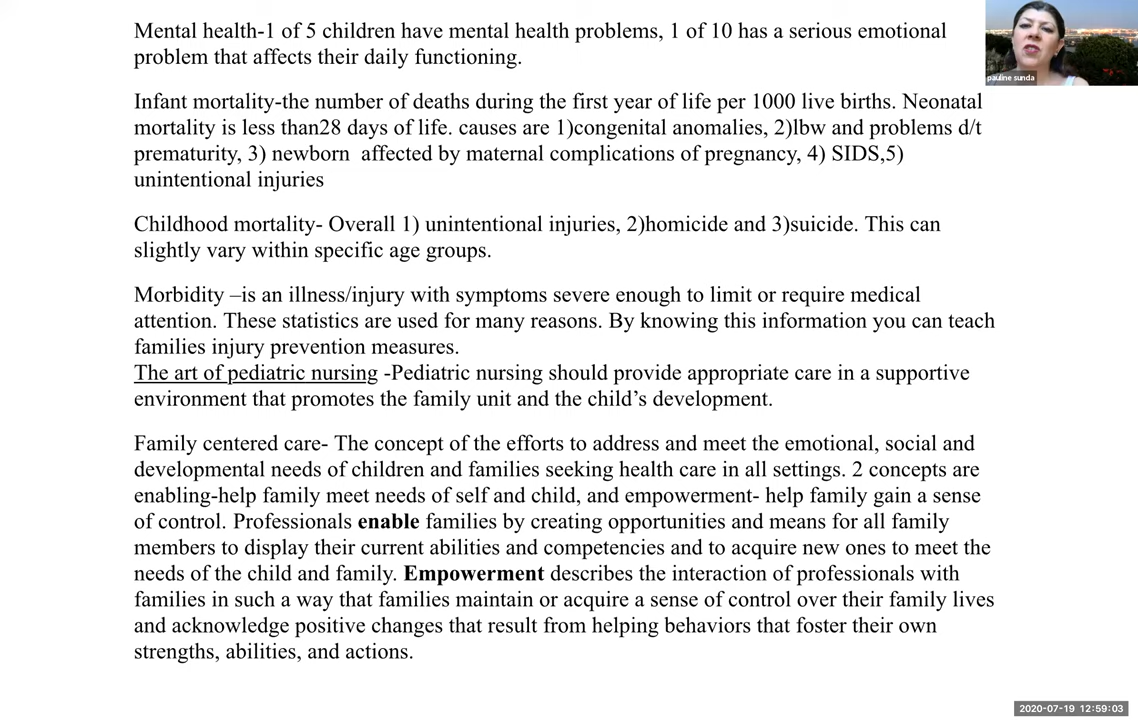 Mental health-1 of 5 children have mental health problems, 1 of 10 has a serious emotional
problem that affects their daily functioning.
Infant mortality-the number of deaths during the first year of life per 1000 live births. Neonatal
mortality is less than28 days of life. causes are 1)congenital anomalies, 2)lbw and problems d/t
prematurity, 3) newborn  affected by maternal complications of pregnancy, 4) SIDS,5)
unintentional injuries
Childhood mortality- Overall 1) unintentional injuries, 2)homicide and 3)suicide. This can
slightly vary within specific age groups.
Morbidity –is an illness/injury with symptoms severe enough to limit or require medical
attention. These statistics are used for many reasons. By knowing this information you can teach
families injury prevention measures.
The art of pediatric nursing -Pediatric nursing should provide appropriate care in a supportive
environment that promotes the family unit and the child’s development.
Family centered care- The concept of the efforts to address and meet the emotional, social and
developmental needs of children and families seeking health care in all settings. 2 concepts are
enabling-help family meet needs of self and child, and empowerment- help family gain a sense
of control. Professionals enable families by creating opportunities and means for all family
members to display their current abilities and competencies and to acquire new ones to meet the
needs of the child and family. Empowerment describes the interaction of professionals with
families in such a way that families maintain or acquire a sense of control over their family lives
and acknowledge positive changes that result from helping behaviors that foster their own
strengths, abilities, and actions.
pauline sunda
2020-07-19 12:59:03